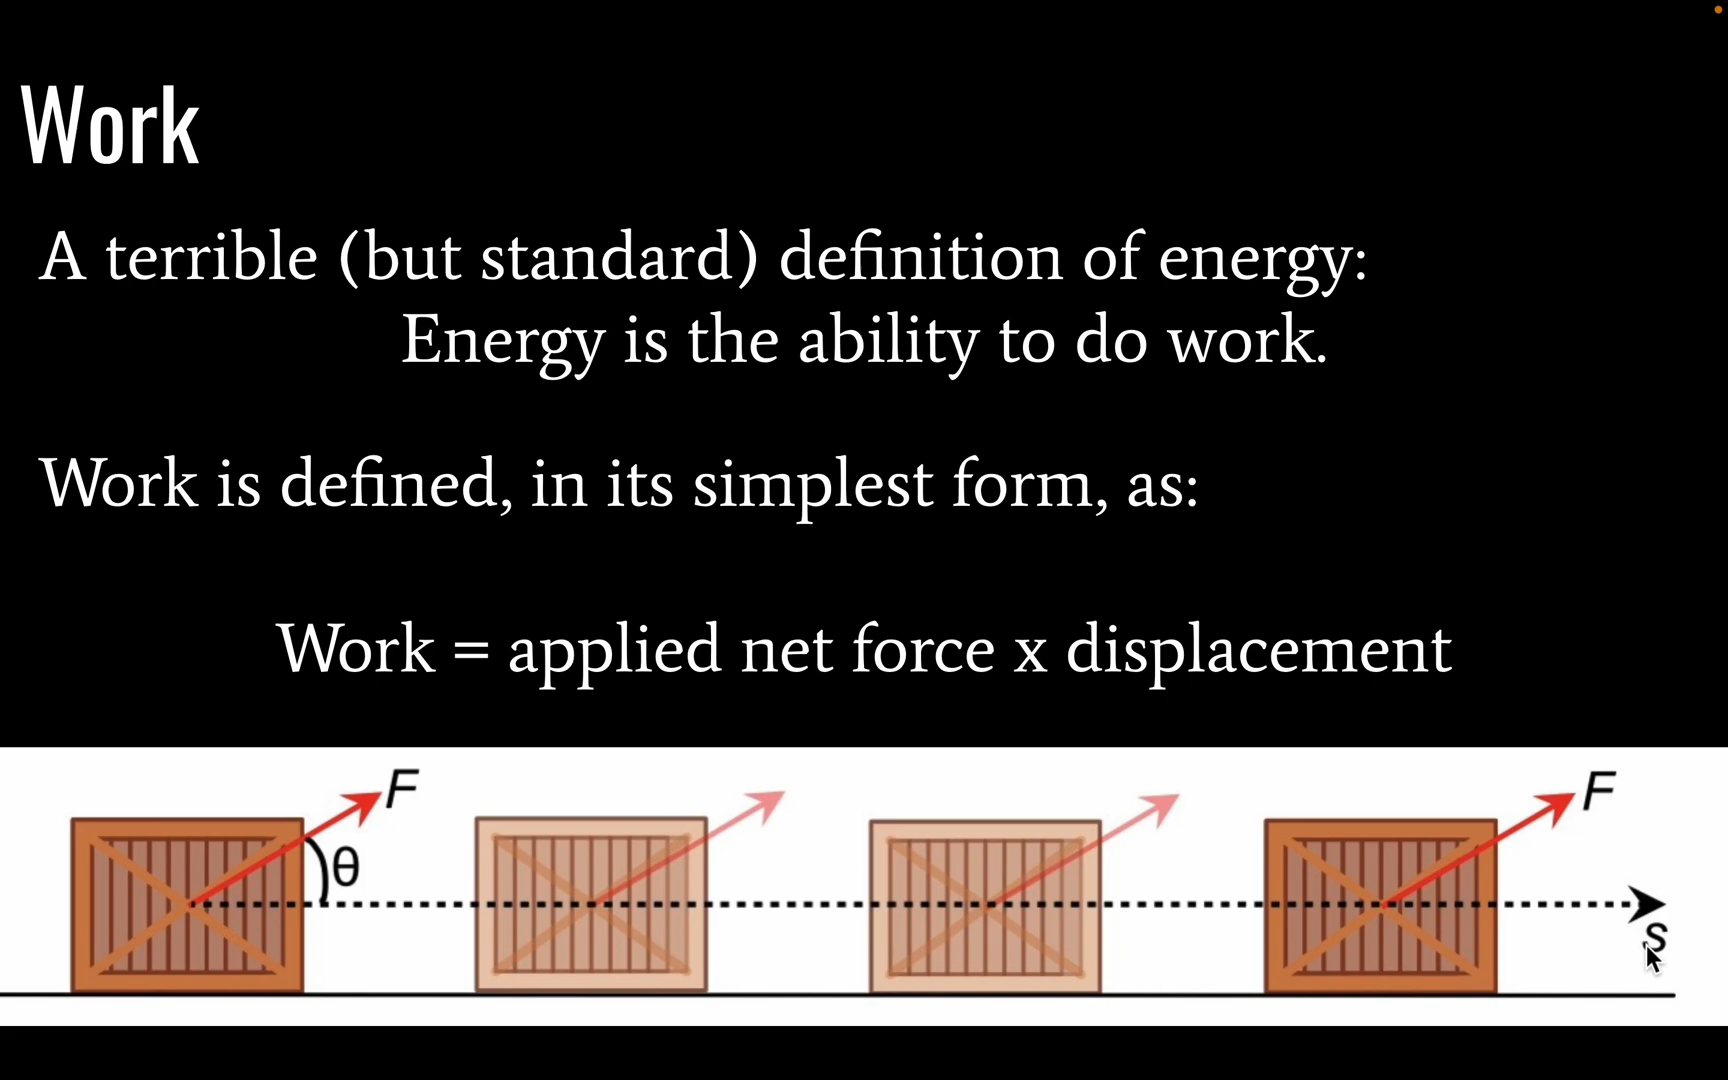 Work
A terrible (but standard) definition of energy:
Energy is the ability to do work.
Work is defined, in its simplest form, as:
Work = applied net force x displacement
F
F
θ
s